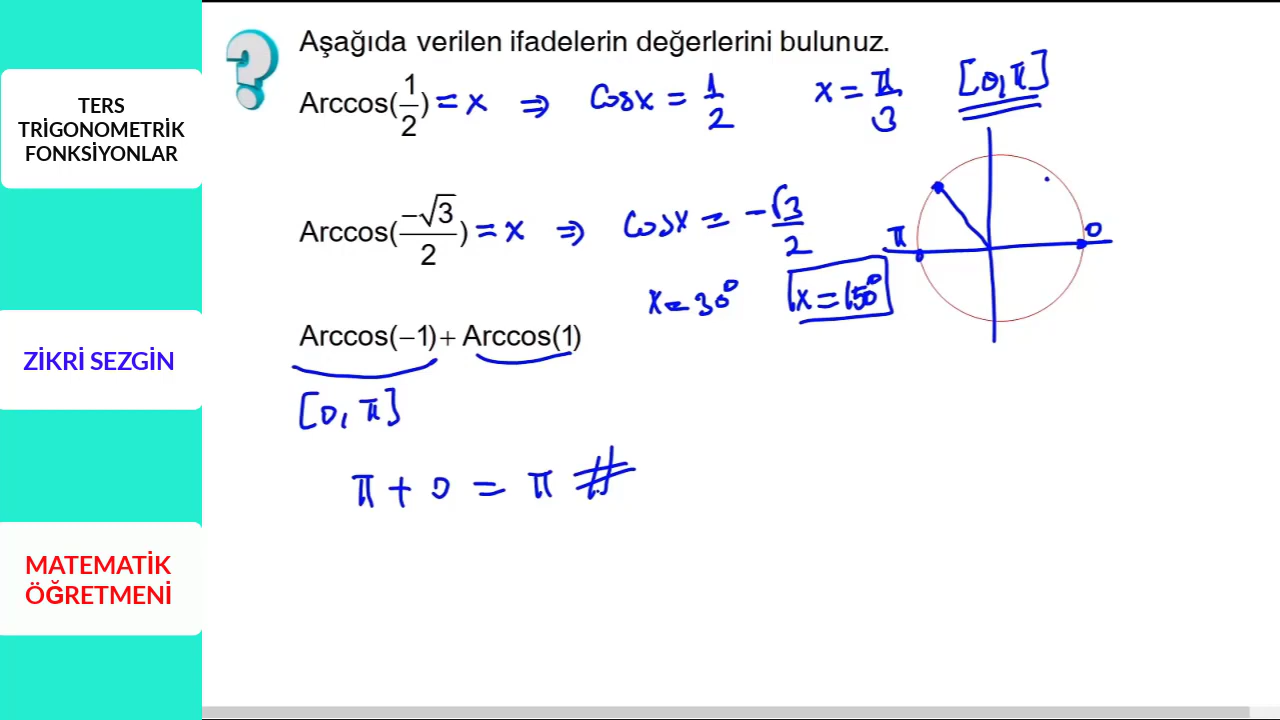 TERS
TRİGONOMETRİK
FONKSİYONLAR
ZİKRİ SEZGİN
MATEMATİK
ÖĞRETMENİ
?
Aşağıda verilen ifadelerin değerlerini bulunuz.
Arccos(1/2) = x ⇒ Cosx = 1/2 x = π/3 [0,π]
Arccos(−√3/2) = x ⇒ Cosx = −√3/2
x = 30° x = 150°
π 0
Arccos(−1) + Arccos(1)
[0, π]
π + 0 = π #